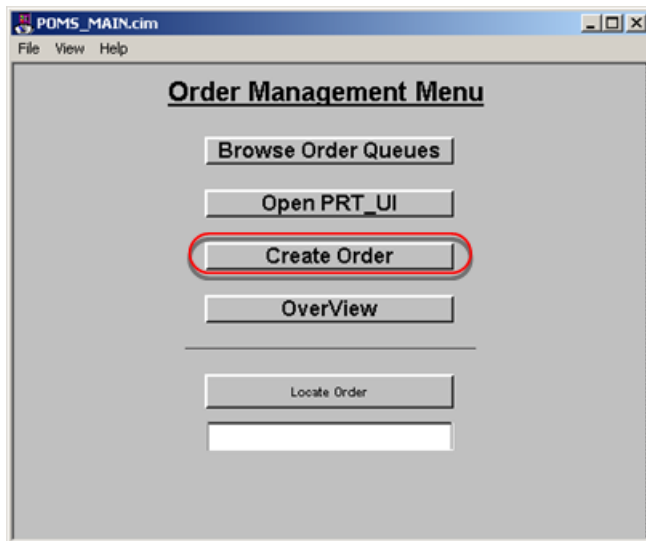 POMS_MAIN.cim
File View Help
Order Management Menu
Browse Order Queues
Open PRT_UI
Create Order
OverView
Locate Order